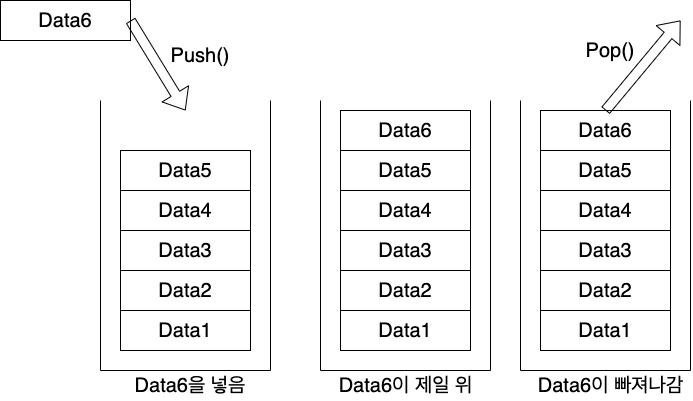 Data6
Push()
Pop()
Data5
Data4
Data3
Data2
Data1
Data6을 넣음
Data6
Data5
Data4
Data3
Data2
Data1
Data6이 제일 위
Data6
Data5
Data4
Data3
Data2
Data1
Data6이 빠져나감